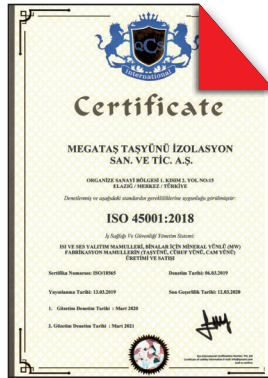 QCS
International
Certificate
MEGATAŞ TAŞYÜNÜ İZOLASYON
SAN. VE TİC. A.Ş.
ORGANİZE SANAYİ BÖLGESİ 1. KISIM 2. YOL NO:15
ELAZIĞ / MERKEZ / TÜRKİYE
Denetlenmiş ve aşağıdaki standardın gerekliliklerine uygunluğu görülmüştür
ISO 45001:2018
İş Sağlığı Ve Güvenliği Yönetim Sistemi
ISI VE SES YALITIM MAMULLERİ, BİNALAR İÇİN MİNERAL YÜNLÜ (MW)
FABRİKASYON MAMULLERİN (TAŞYÜNÜ, CÜRUF YÜNÜ, CAM YÜNÜ)
ÜRETİMİ VE SATIŞI
Sertifika Numarası: ISO/18565 Denetim Tarihi: 06.03.2019
Yayınlanma Tarihi: 13.03.2019 Son Geçerlilik Tarihi: 12.03.2020
1. Gözetim Denetim Tarihi : Mart 2020
2. Gözetim Denetim Tarihi : Mart 2021